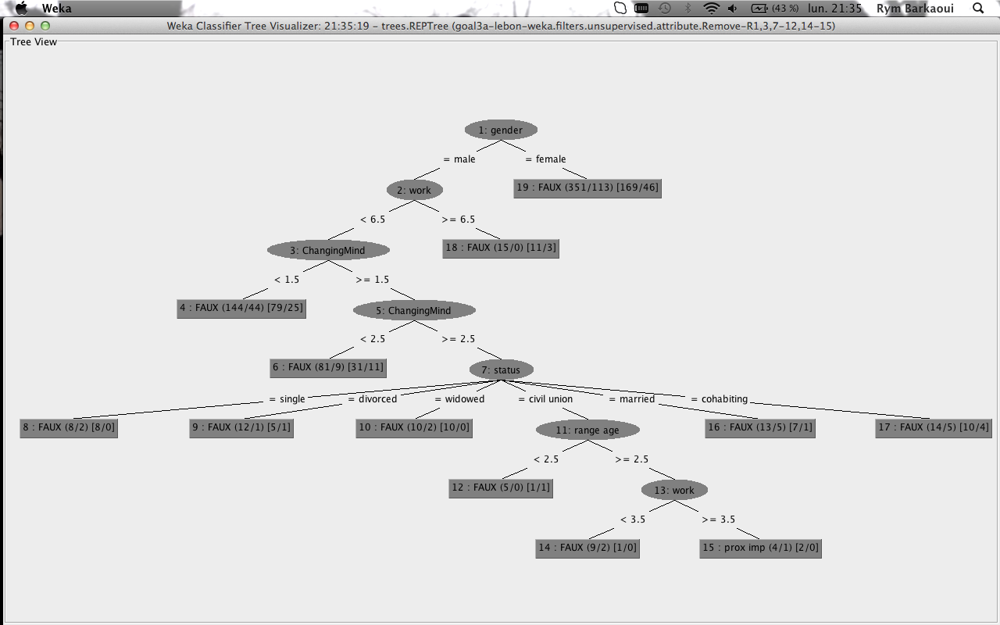 Weka (43 %) lun. 21:35 Rym Barkaoui
Weka Classifier Tree Visualizer: 21:35:19 - trees.REPTree (goal3a-lebon-weka.filters.unsupervised.attribute.Remove-R1,3,7-12,14-15)
Tree View
1: gender
= male = female
2: work 19 : FAUX (351/113) [169/46]
< 6.5 >= 6.5
3: ChangingMind 18 : FAUX (15/0) [11/3]
< 1.5 >= 1.5
4 : FAUX (144/44) [79/25] 5: ChangingMind
< 2.5 >= 2.5
6 : FAUX (81/9) [31/11] 7: status
= single = divorced = widowed = civil union = married = cohabiting
8 : FAUX (8/2) [8/0] 9 : FAUX (12/1) [5/1] 10 : FAUX (10/2) [10/0] 11: range age 16 : FAUX (13/5) [7/1] 17 : FAUX (14/5) [10/4]
< 2.5 >= 2.5
12 : FAUX (5/0) [1/1] 13: work
< 3.5 >= 3.5
14 : FAUX (9/2) [1/0] 15 : prox imp (4/1) [2/0]